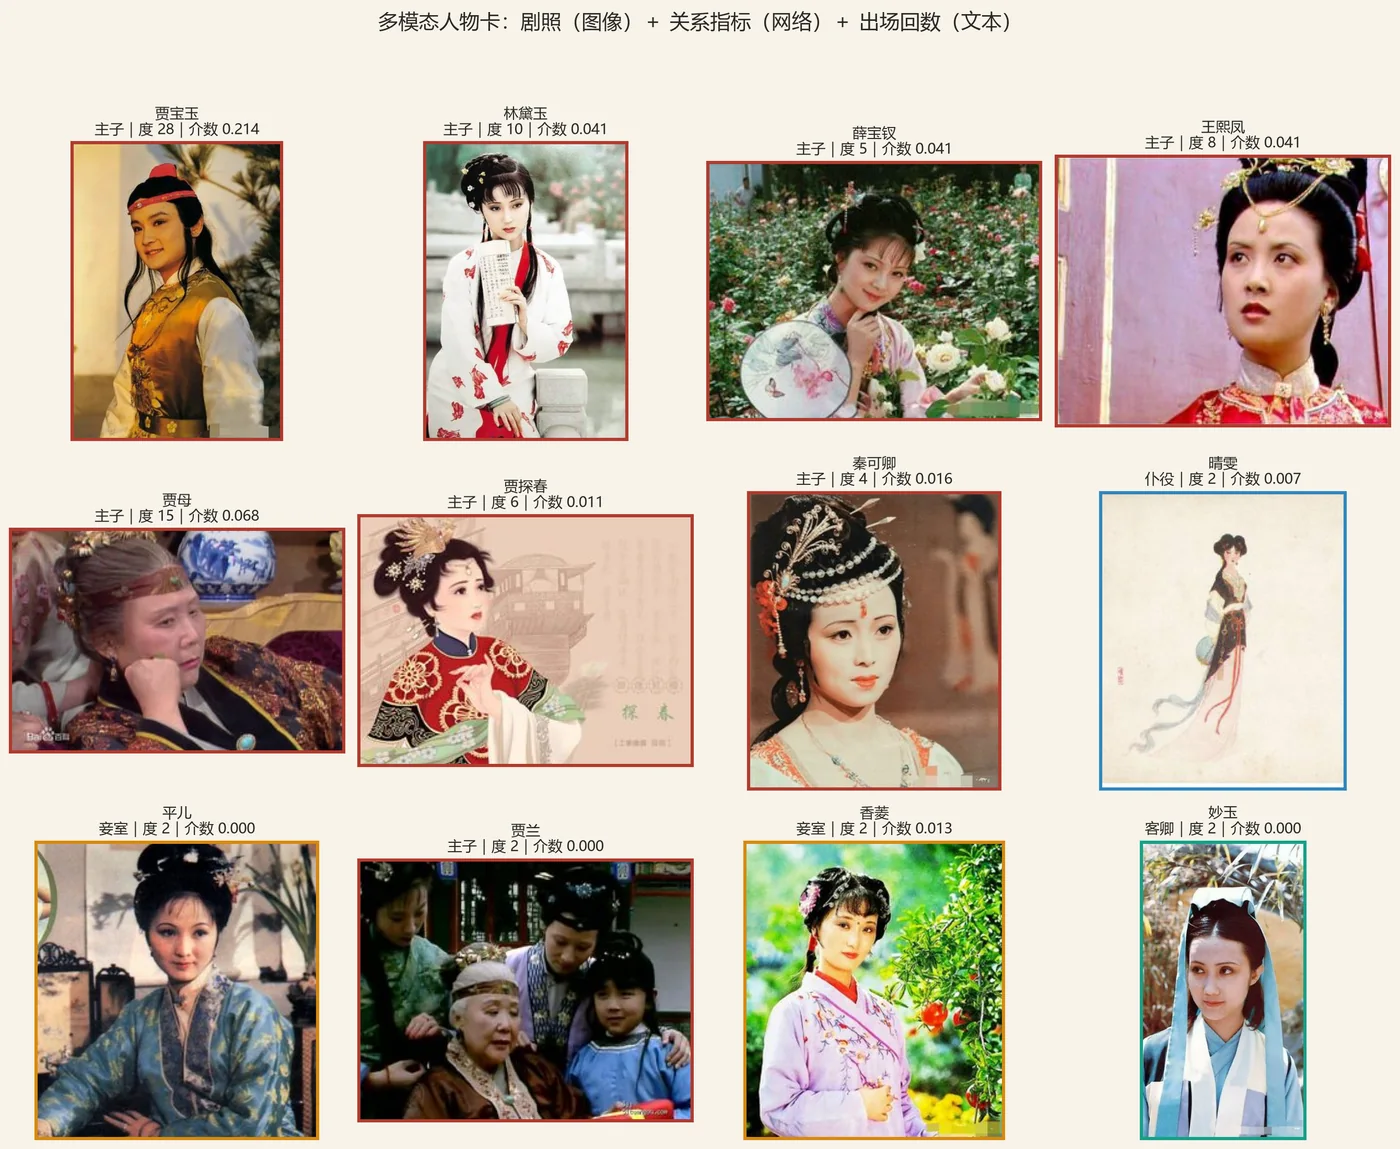 多模态人物卡：剧照（图像） + 关系指标（网络） + 出场回数（文本）
贾宝玉
主子 | 度 28 | 介数 0.214
林黛玉
主子 | 度 10 | 介数 0.041
薛宝钗
主子 | 度 5 | 介数 0.041
王熙凤
主子 | 度 8 | 介数 0.041
贾母
主子 | 度 15 | 介数 0.068
贾探春
主子 | 度 6 | 介数 0.011
秦可卿
主子 | 度 4 | 介数 0.016
晴雯
仆役 | 度 2 | 介数 0.007
Bai 百科
探 春
平儿
妾室 | 度 2 | 介数 0.000
贾兰
主子 | 度 2 | 介数 0.000
香菱
妾室 | 度 2 | 介数 0.013
妙玉
客卿 | 度 2 | 介数 0.000